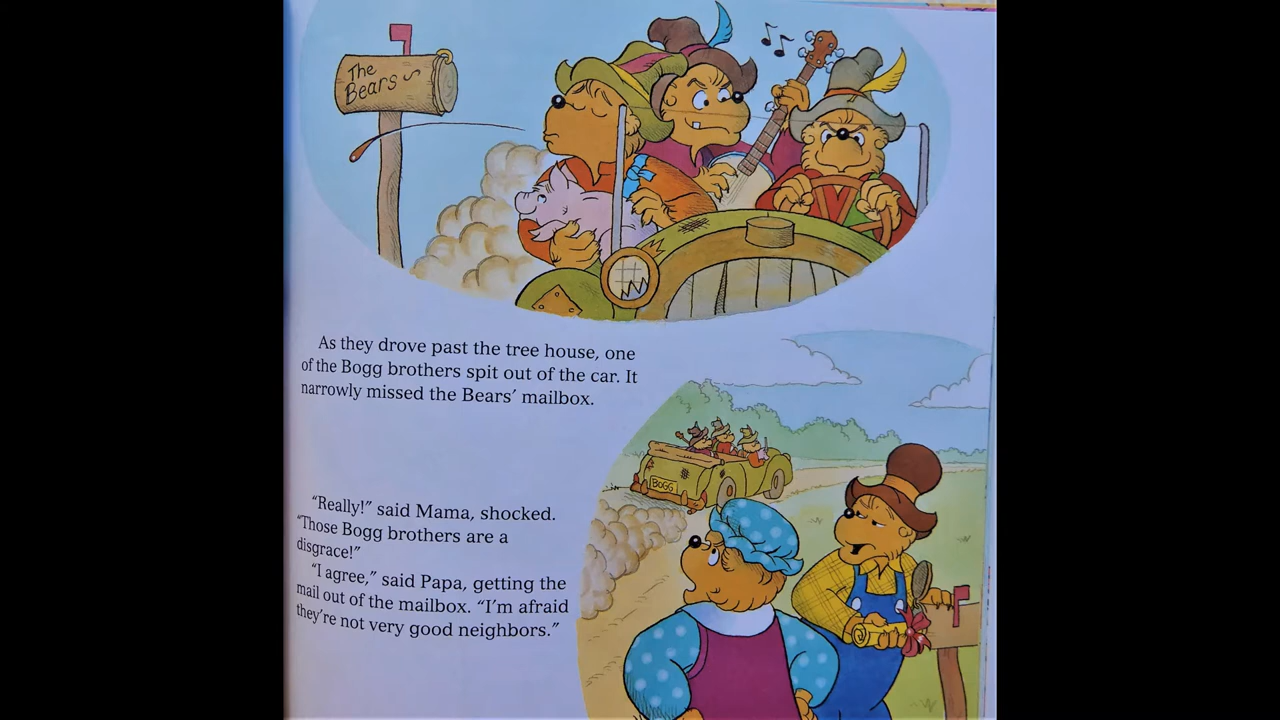 The
Bears
As they drove past the tree house, one
of the Bogg brothers spit out of the car. It
narrowly missed the Bears’ mailbox.
BOGG
“Really!” said Mama, shocked.
“Those Bogg brothers are a
disgrace!”
“I agree,” said Papa, getting the
mail out of the mailbox. “I’m afraid
they’re not very good neighbors.”